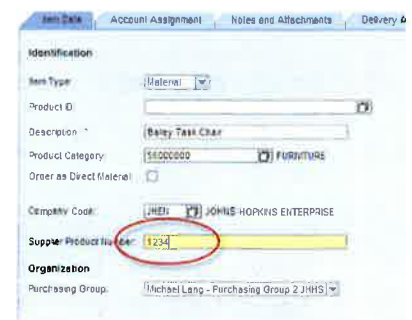 Item Data Account Assignment Notes and Attachments Delivery
Identification
Item Type: Material
Product ID:
Description: * Bailey Task Chair
Product Category: 56000000 FURNITURE
Order as Direct Material:
Company Code: JHEN JOHNS HOPKINS ENTERPRISE
Supplier Product Number: 1234
Organization
Purchasing Group: Michael Lang - Purchasing Group 2 JHHS